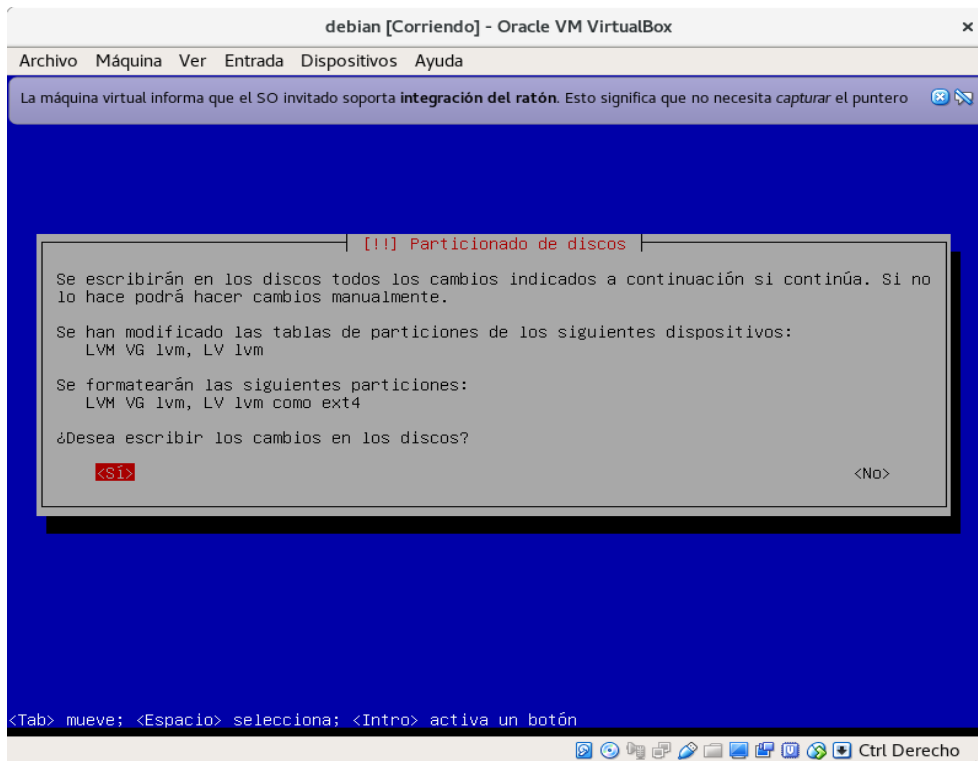 debian [Corriendo] - Oracle VM VirtualBox
Archivo Máquina Ver Entrada Dispositivos Ayuda
La máquina virtual informa que el SO invitado soporta integración del ratón. Esto significa que no necesita capturar el puntero
[!!] Particionado de discos
Se escribirán en los discos todos los cambios indicados a continuación si continúa. Si no
lo hace podrá hacer cambios manualmente.
Se han modificado las tablas de particiones de los siguientes dispositivos:
LVM VG lvm, LV lvm
Se formatearán las siguientes particiones:
LVM VG lvm, LV lvm como ext4
¿Desea escribir los cambios en los discos?
<Sí> <No>
<Tab> mueve; <Espacio> selecciona; <Intro> activa un botón
Ctrl Derecho